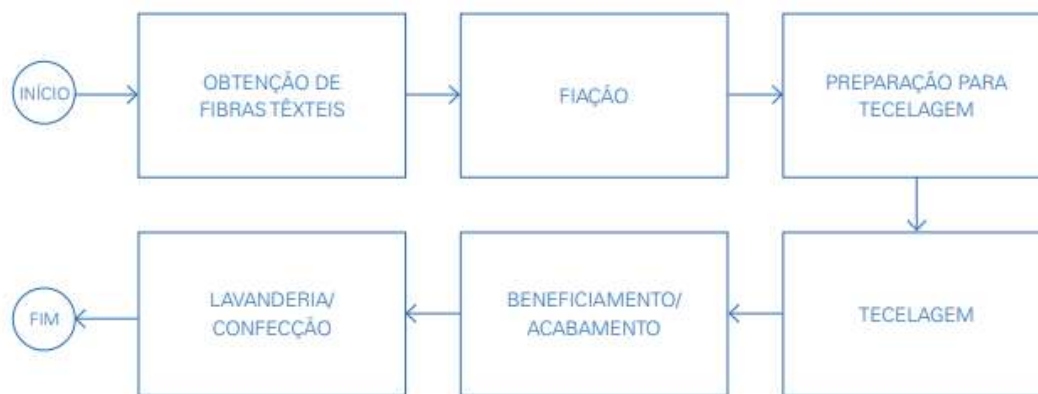 INÍCIO
OBTENÇÃO DE
FIBRAS TÊXTEIS
FIAÇÃO
PREPARAÇÃO PARA
TECELAGEM
TECELAGEM
BENEFICIAMENTO/
ACABAMENTO
LAVANDERIA/
CONFECÇÃO
FIM